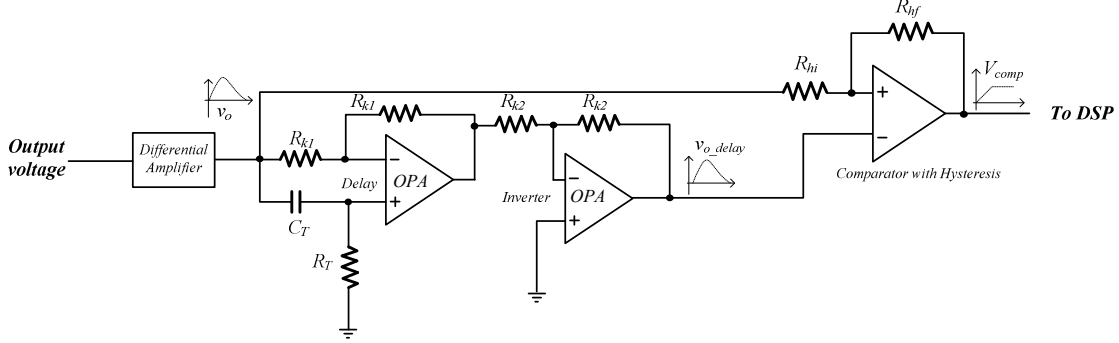 Output
voltage
Differential
Amplifier
v_o
R_k1
R_k1
Delay
OPA
−
+
C_T
R_T
R_k2
R_k2
Inverter
OPA
−
+
v_o_delay
R_hi
R_hf
+
−
Comparator with Hysteresis
V_comp
To DSP